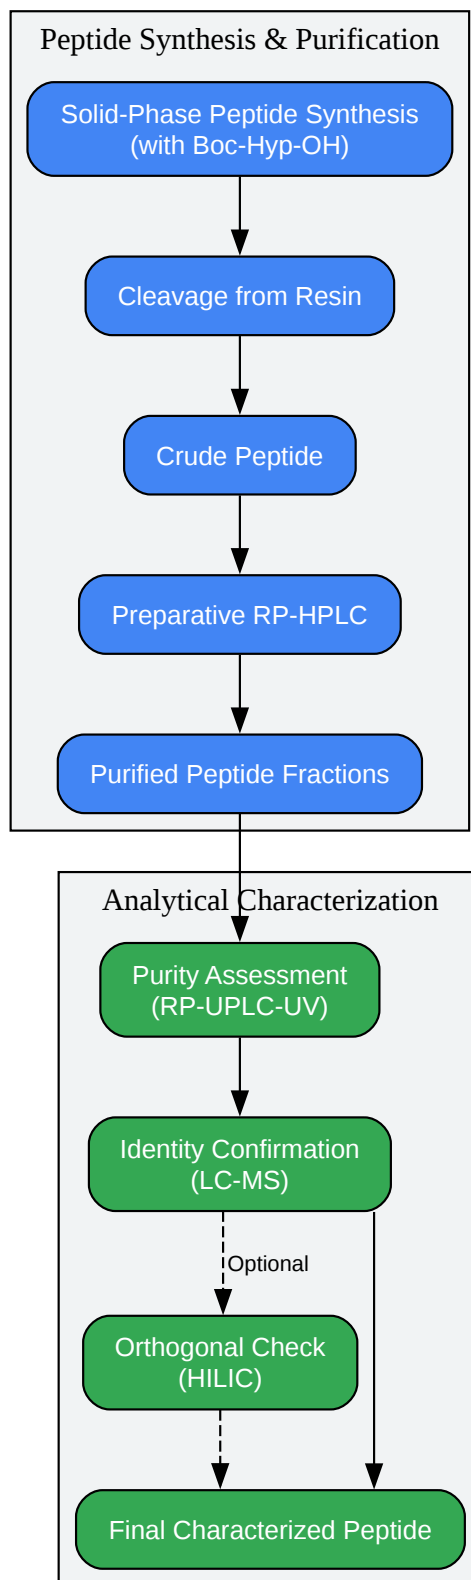 Peptide Synthesis & Purification
Solid-Phase Peptide Synthesis
(with Boc-Hyp-OH)
Cleavage from Resin
Crude Peptide
Preparative RP-HPLC
Purified Peptide Fractions
Analytical Characterization
Purity Assessment
(RP-UPLC-UV)
Identity Confirmation
(LC-MS)
Optional
Orthogonal Check
(HILIC)
Final Characterized Peptide